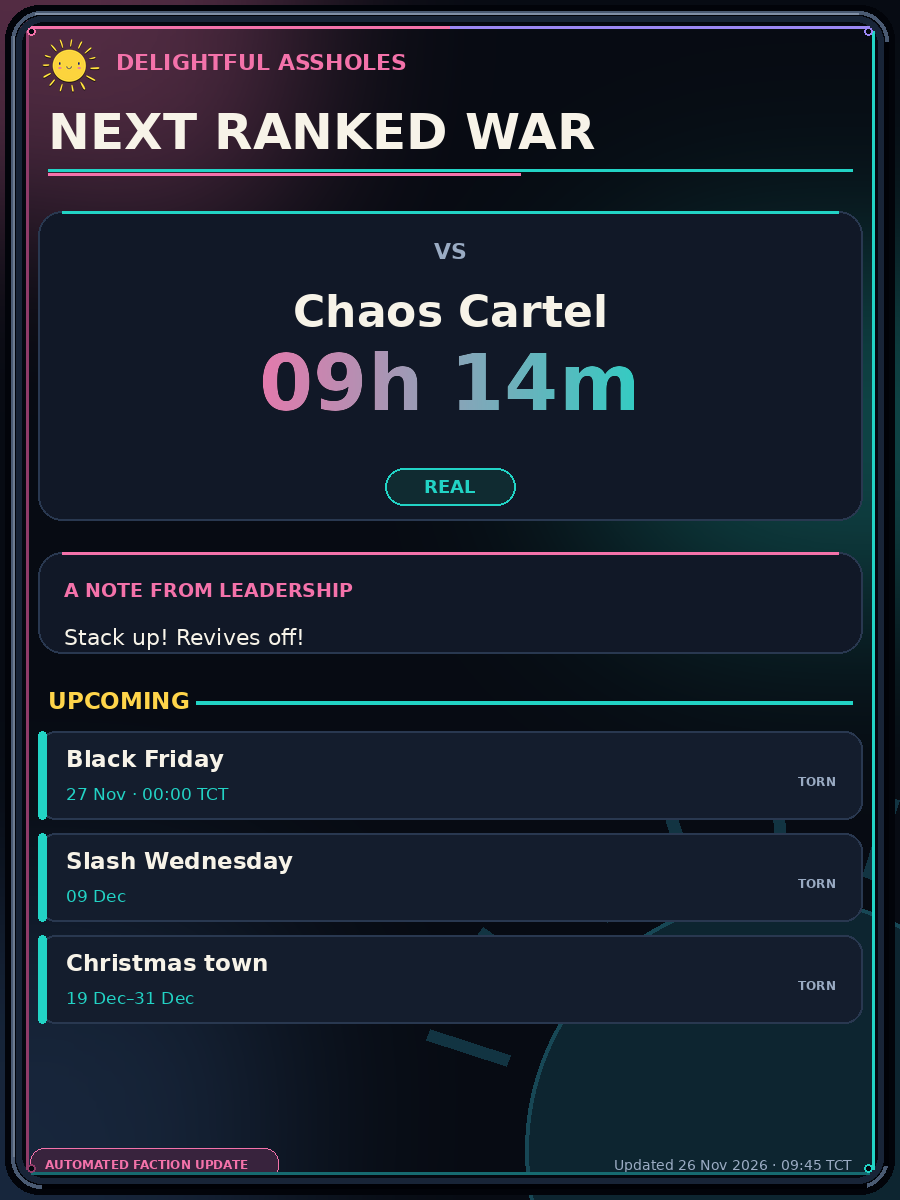 DELIGHTFUL ASSHOLES
NEXT RANKED WAR
VS
Chaos Cartel
09h 14m
REAL
A NOTE FROM LEADERSHIP
Stack up! Revives off!
UPCOMING
Black Friday
27 Nov · 00:00 TCT
TORN
Slash Wednesday
09 Dec
TORN
Christmas town
19 Dec–31 Dec
TORN
AUTOMATED FACTION UPDATE
Updated 26 Nov 2026 · 09:45 TCT